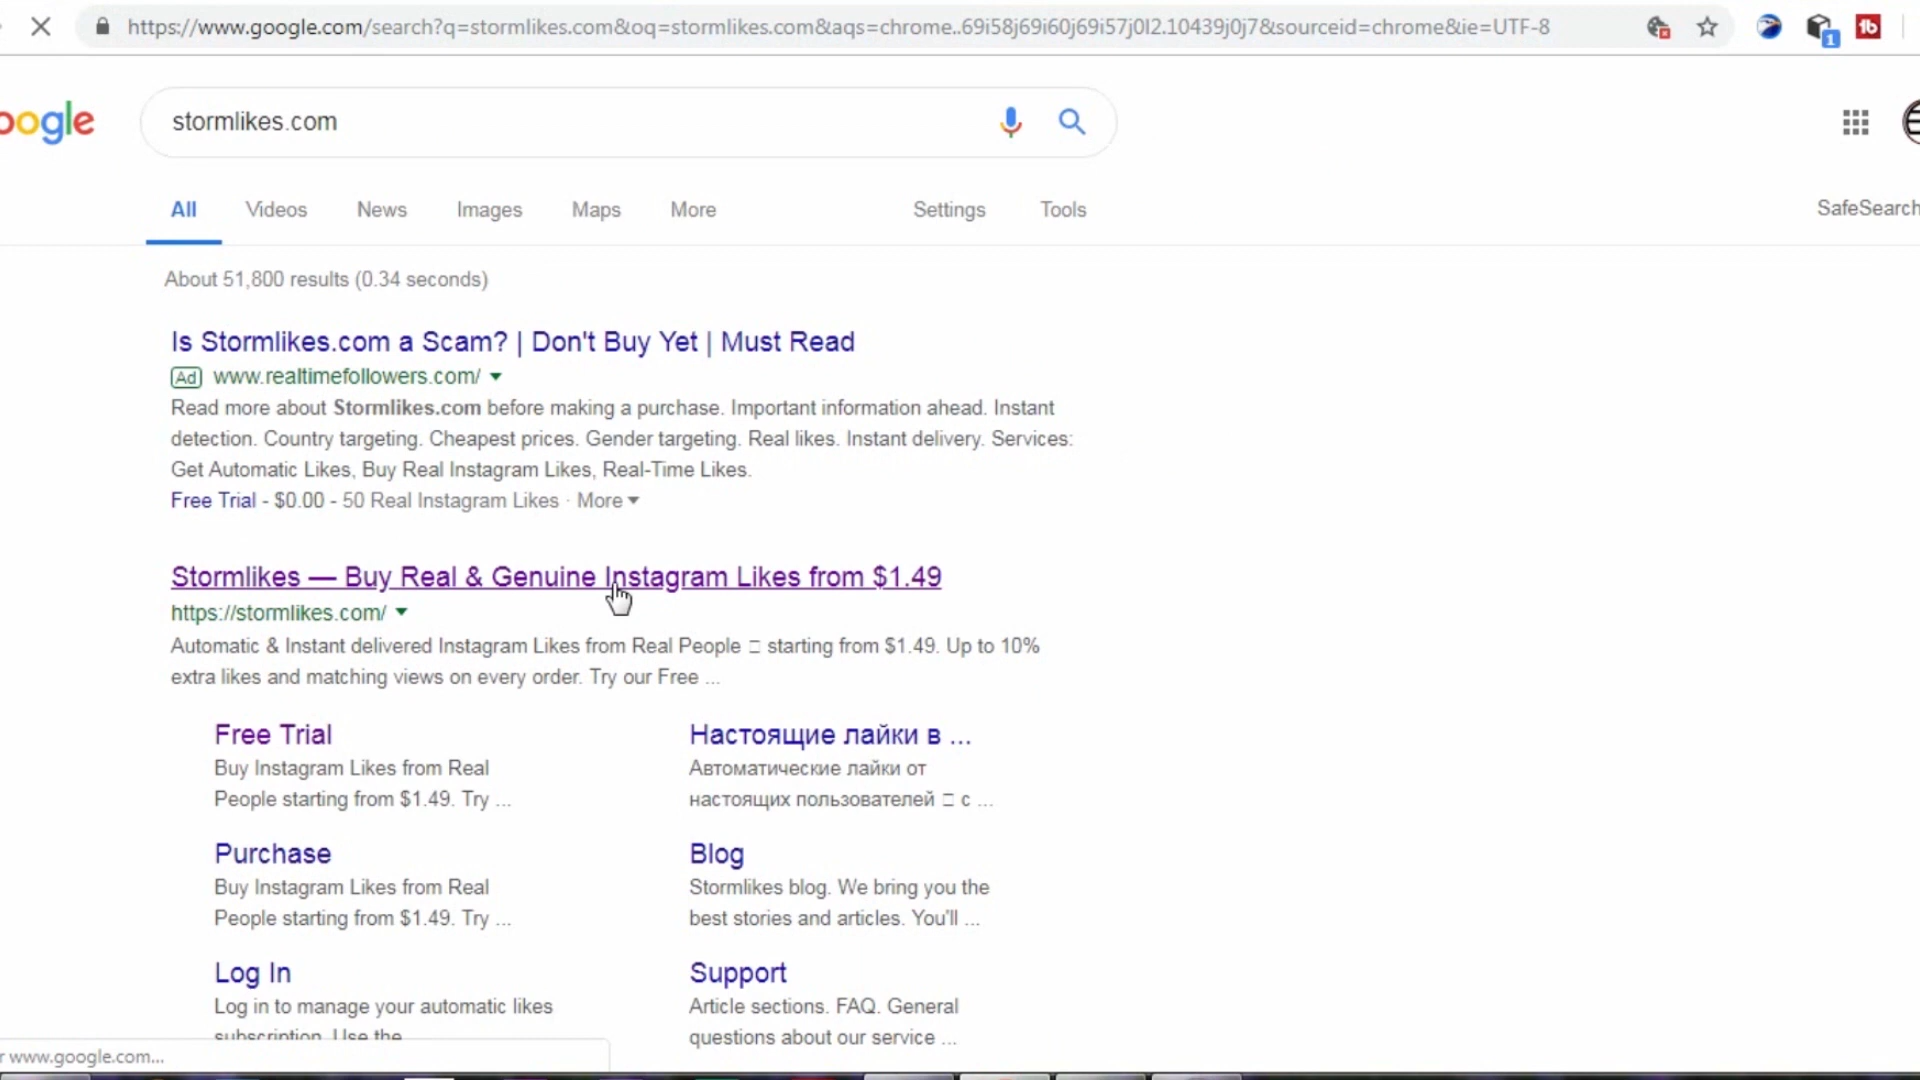 https://www.google.com/search?q=stormlikes.com&oq=stormlikes.com&aqs=chrome..69i58j69i60j69i57j0l2.10439j0j7&sourceid=chrome&ie=UTF-8
1
oogle
stormlikes.com
All Videos News Images Maps More Settings Tools
SafeSearch
About 51,800 results (0.34 seconds)
Is Stormlikes.com a Scam? | Don't Buy Yet | Must Read
Ad www.realtimefollowers.com/
Read more about Stormlikes.com before making a purchase. Important information ahead. Instant
detection. Country targeting. Cheapest prices. Gender targeting. Real likes. Instant delivery. Services:
Get Automatic Likes, Buy Real Instagram Likes, Real-Time Likes.
Free Trial - $0.00 - 50 Real Instagram Likes · More
Stormlikes — Buy Real & Genuine Instagram Likes from $1.49
https://stormlikes.com/
Automatic & Instant delivered Instagram Likes from Real People □ starting from $1.49. Up to 10%
extra likes and matching views on every order. Try our Free ...
Free Trial
Buy Instagram Likes from Real
People starting from $1.49. Try ...
Настоящие лайки в ...
Автоматические лайки от
настоящих пользователей □ с ...
Purchase
Buy Instagram Likes from Real
People starting from $1.49. Try ...
Blog
Stormlikes blog. We bring you the
best stories and articles. You'll ...
Log In
Log in to manage your automatic likes
subscription. Use the
Support
Article sections. FAQ. General
questions about our service ...
r www.google.com...